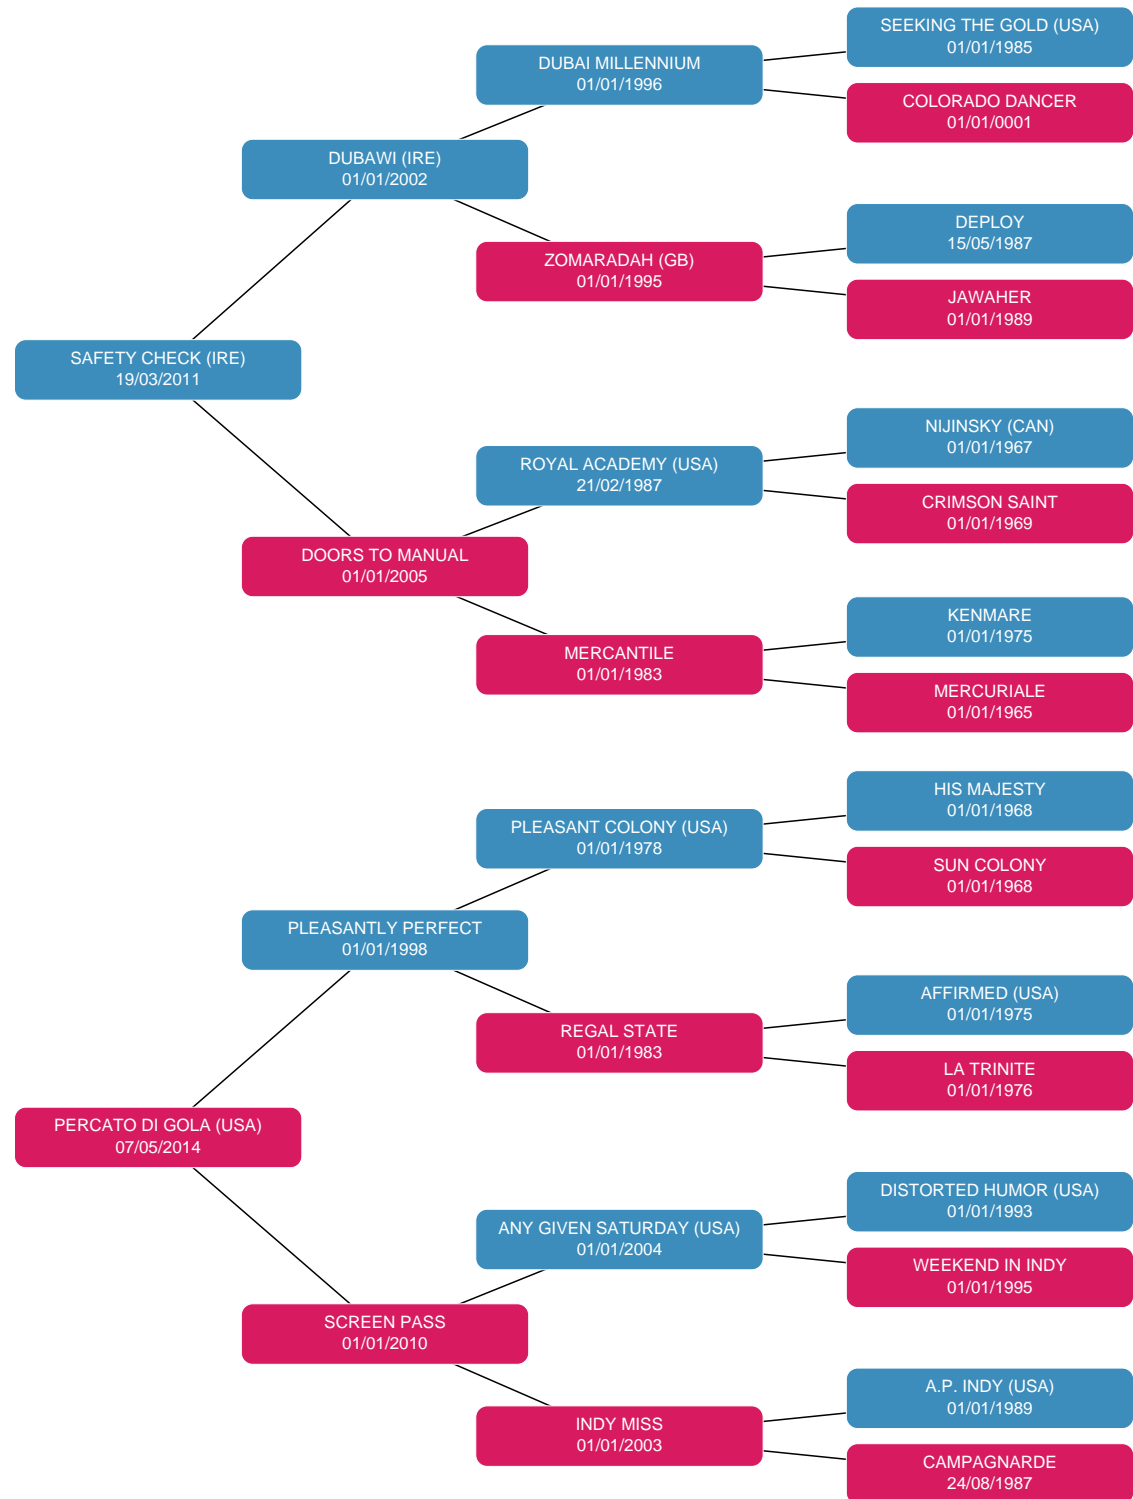 SEEKING THE GOLD (USA)
01/01/1985
DUBAI MILLENNIUM
01/01/1996
COLORADO DANCER
01/01/0001
DUBAWI (IRE)
01/01/2002
DEPLOY
15/05/1987
ZOMARADAH (GB)
01/01/1995
JAWAHER
01/01/1989
SAFETY CHECK (IRE)
19/03/2011
NIJINSKY (CAN)
01/01/1967
ROYAL ACADEMY (USA)
21/02/1987
CRIMSON SAINT
01/01/1969
DOORS TO MANUAL
01/01/2005
KENMARE
01/01/1975
MERCANTILE
01/01/1983
MERCURIALE
01/01/1965
HIS MAJESTY
01/01/1968
PLEASANT COLONY (USA)
01/01/1978
SUN COLONY
01/01/1968
PLEASANTLY PERFECT
01/01/1998
AFFIRMED (USA)
01/01/1975
REGAL STATE
01/01/1983
LA TRINITE
01/01/1976
PERCATO DI GOLA (USA)
07/05/2014
DISTORTED HUMOR (USA)
01/01/1993
ANY GIVEN SATURDAY (USA)
01/01/2004
WEEKEND IN INDY
01/01/1995
SCREEN PASS
01/01/2010
A.P. INDY (USA)
01/01/1989
INDY MISS
01/01/2003
CAMPAGNARDE
24/08/1987